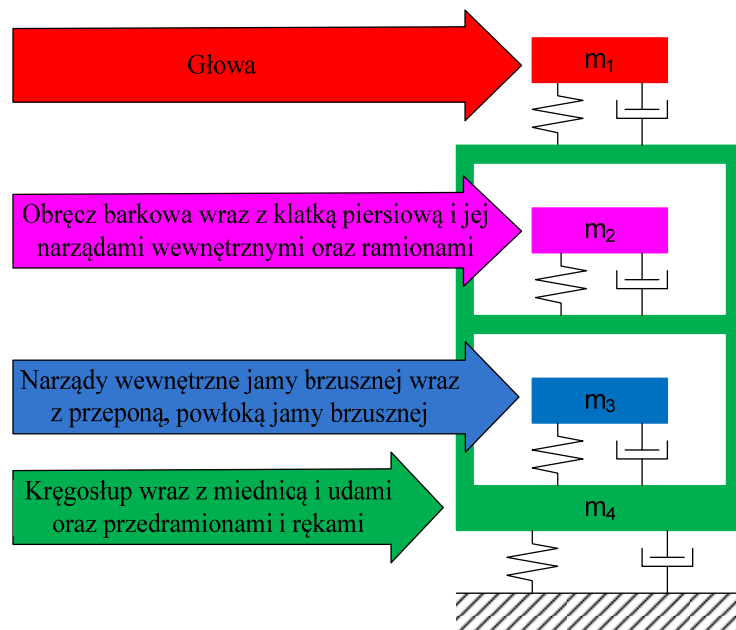 Głowa
m₁
Obręcz barkowa wraz z klatką piersiową i jej
narządami wewnętrznymi oraz ramionami
m₂
Narządy wewnętrzne jamy brzusznej wraz
z przeponą, powłoką jamy brzusznej
m₃
Kręgosłup wraz z miednicą i udami
oraz przedramionami i rękami
m₄